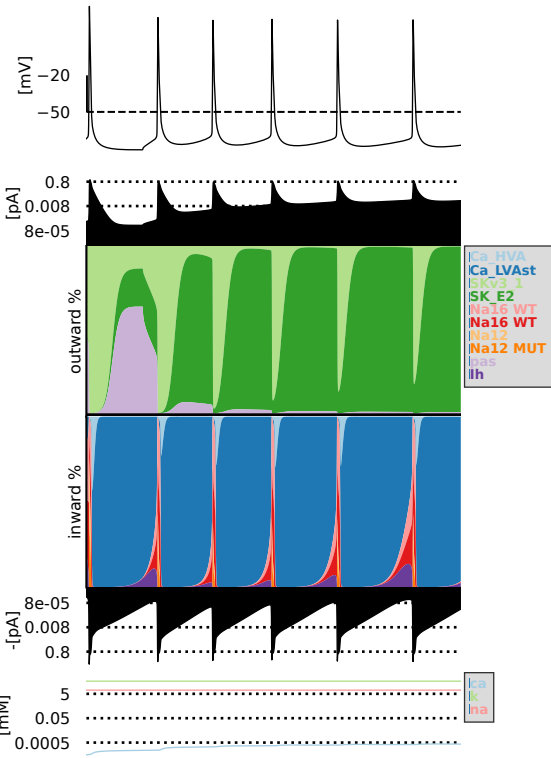 [mV]
−20
−50
[pA]
0.8
0.008
8e-05
outward %
Ca_HVA
Ca_LVAst
SKv3_1
SK_E2
Na16 WT
Na16 WT
Na12
Na12 MUT
pas
Ih
inward %
-[pA]
8e-05
0.008
0.8
[mM]
5
0.05
0.0005
ca
k
na